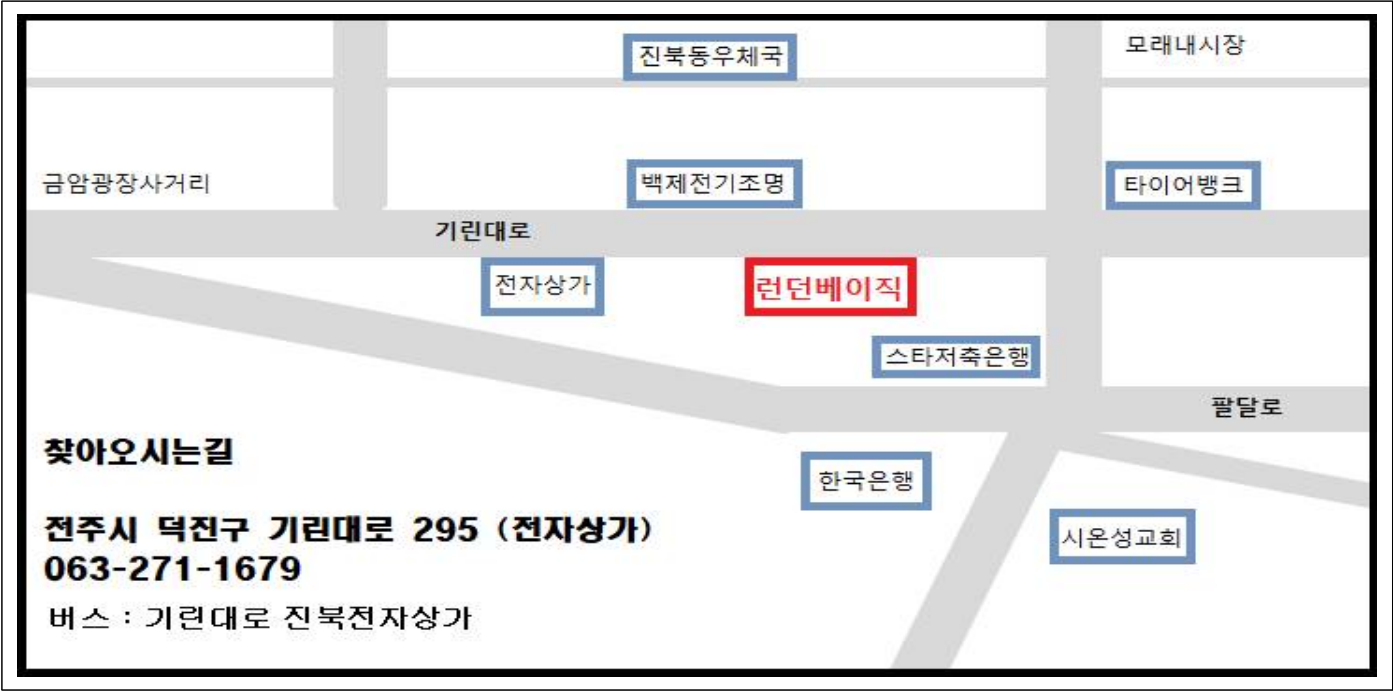 진북동우체국
모래내시장
금암광장사거리
백제전기조명
타이어뱅크
기린대로
전자상가
런던베이직
스타저축은행
팔달로
찾아오시는길
한국은행
전주시 덕진구 기린대로 295 (전자상가)
시온성교회
063-271-1679
버스 : 기린대로 진북전자상가